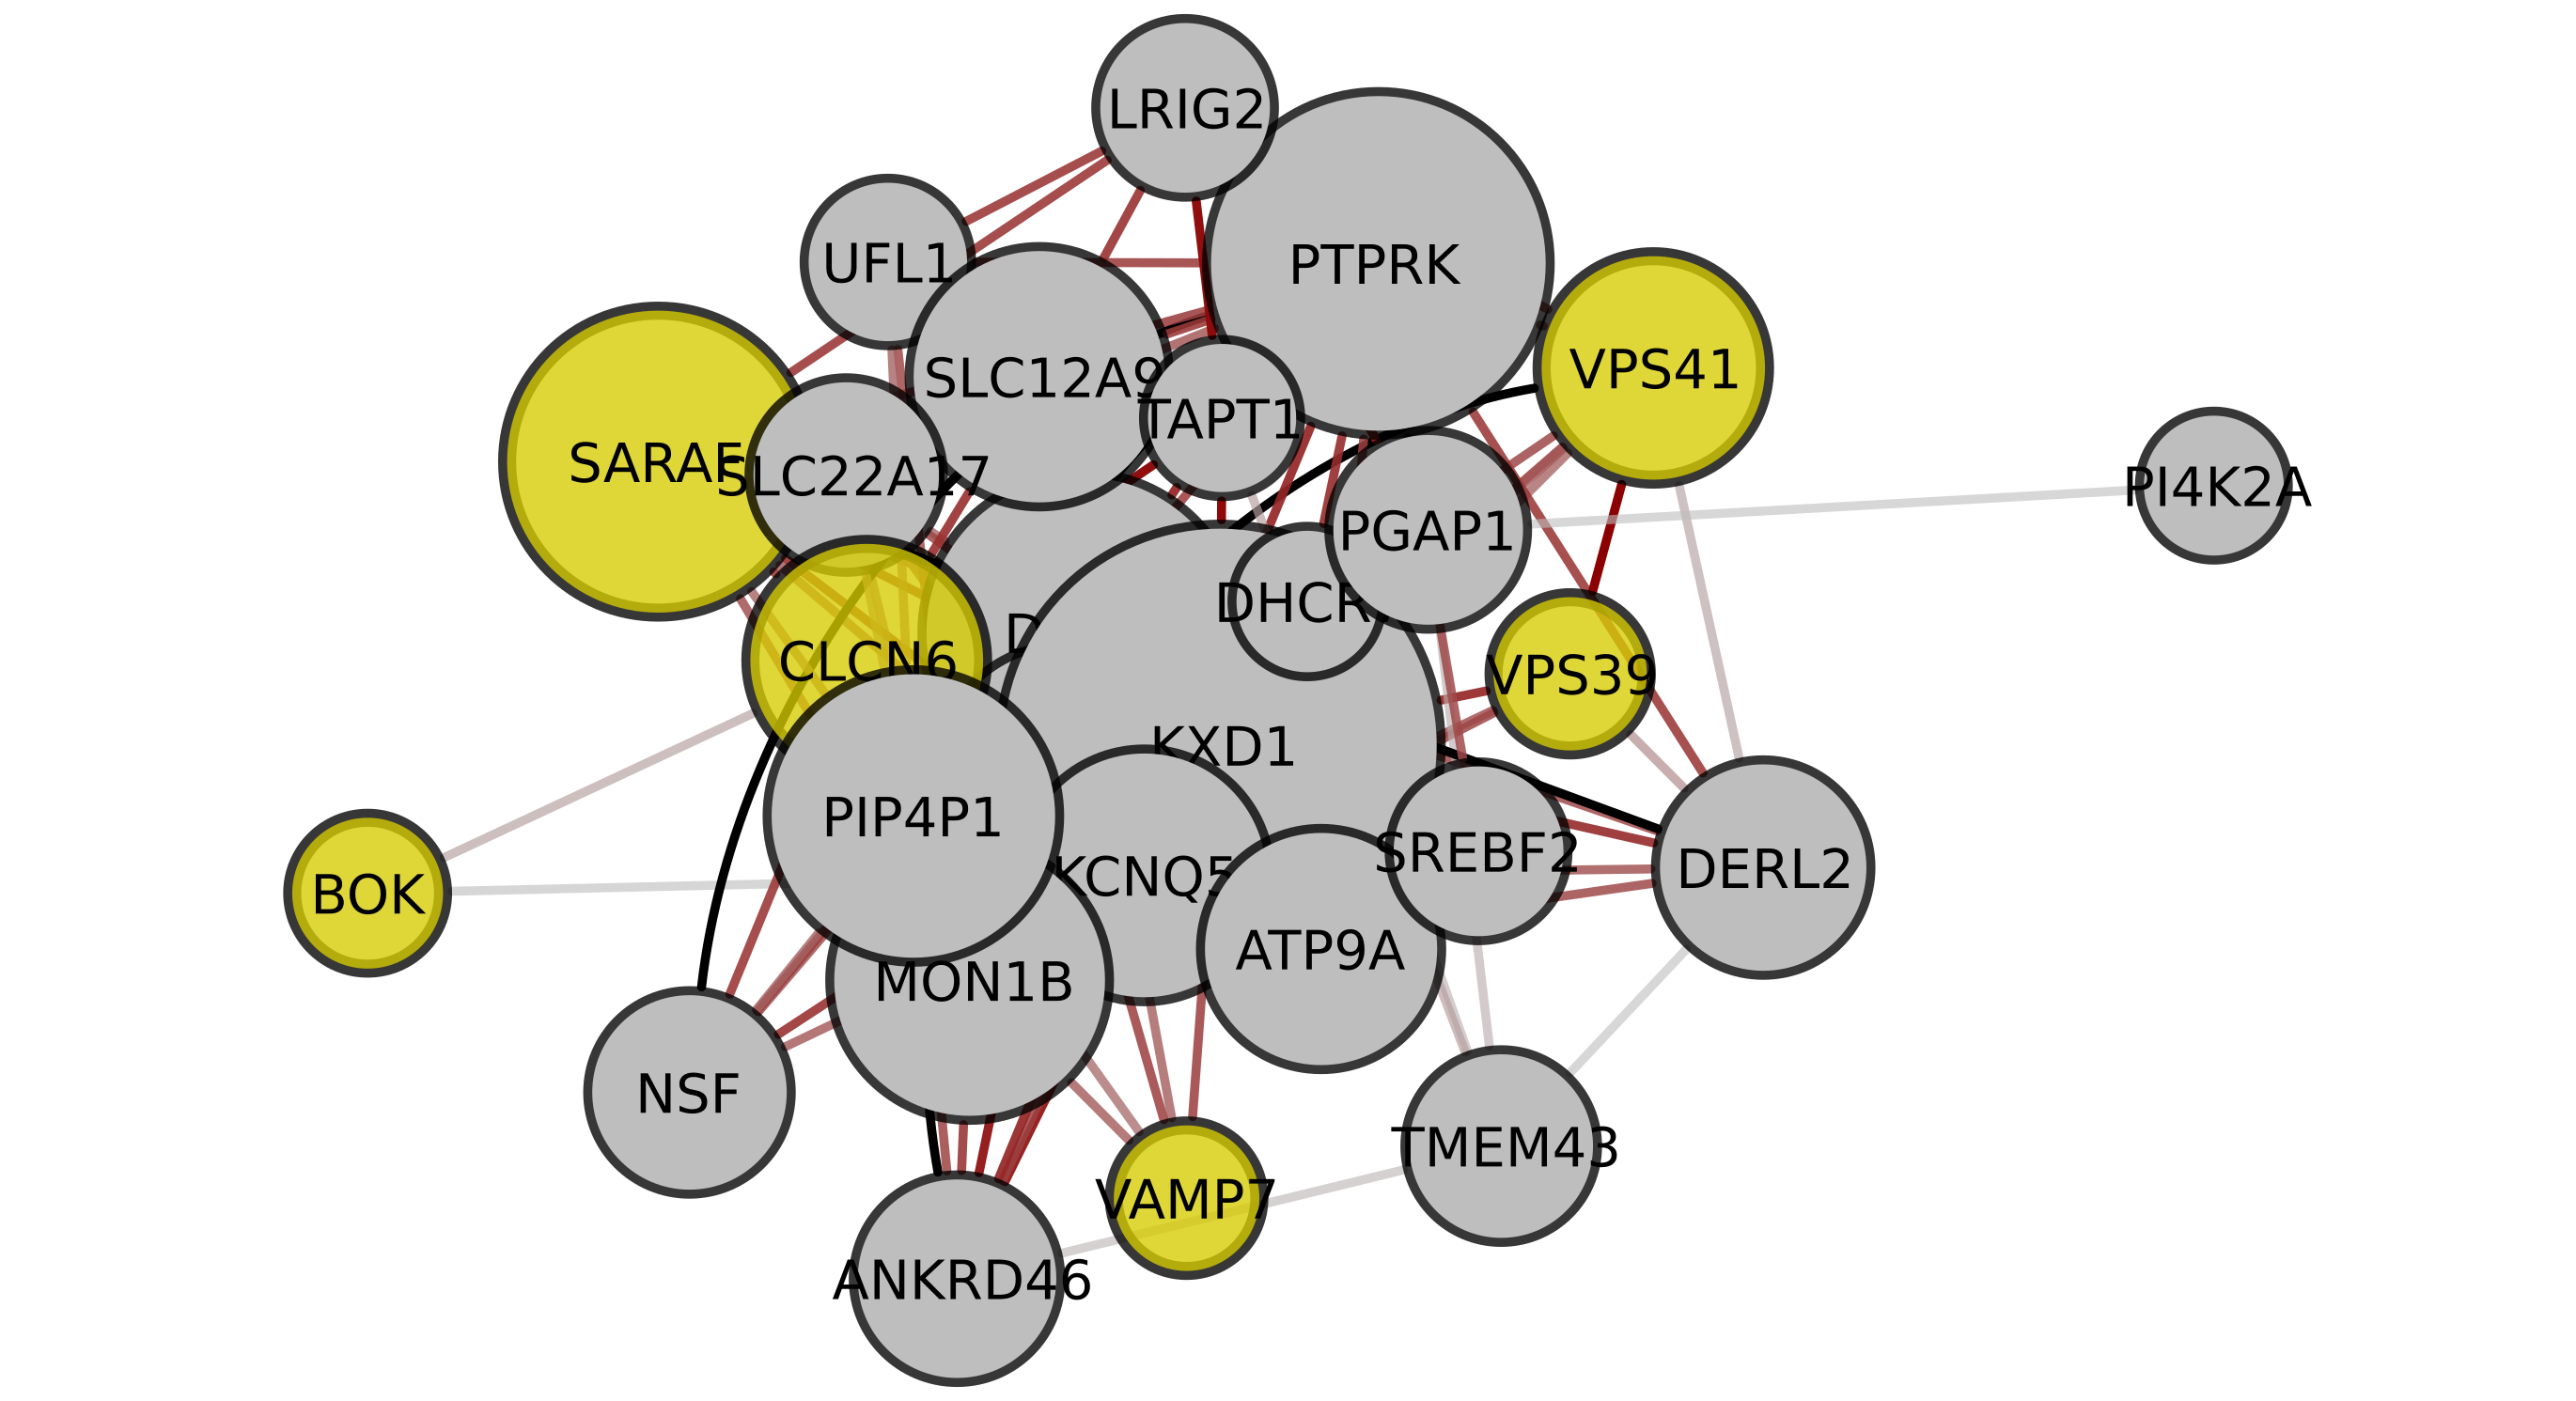 LRIG2
UFL1
PTPRK
SLC12A9
VPS41
TAPT1
SARAF
SLC22A17
PI4K2A
PGAP1
DHCR
D
CLCN6
VPS39
KXD1
PIP4P1
SREBF2
DERL2
KCNQ5
BOK
ATP9A
MON1B
NSF
TMEM43
VAMP7
ANKRD46